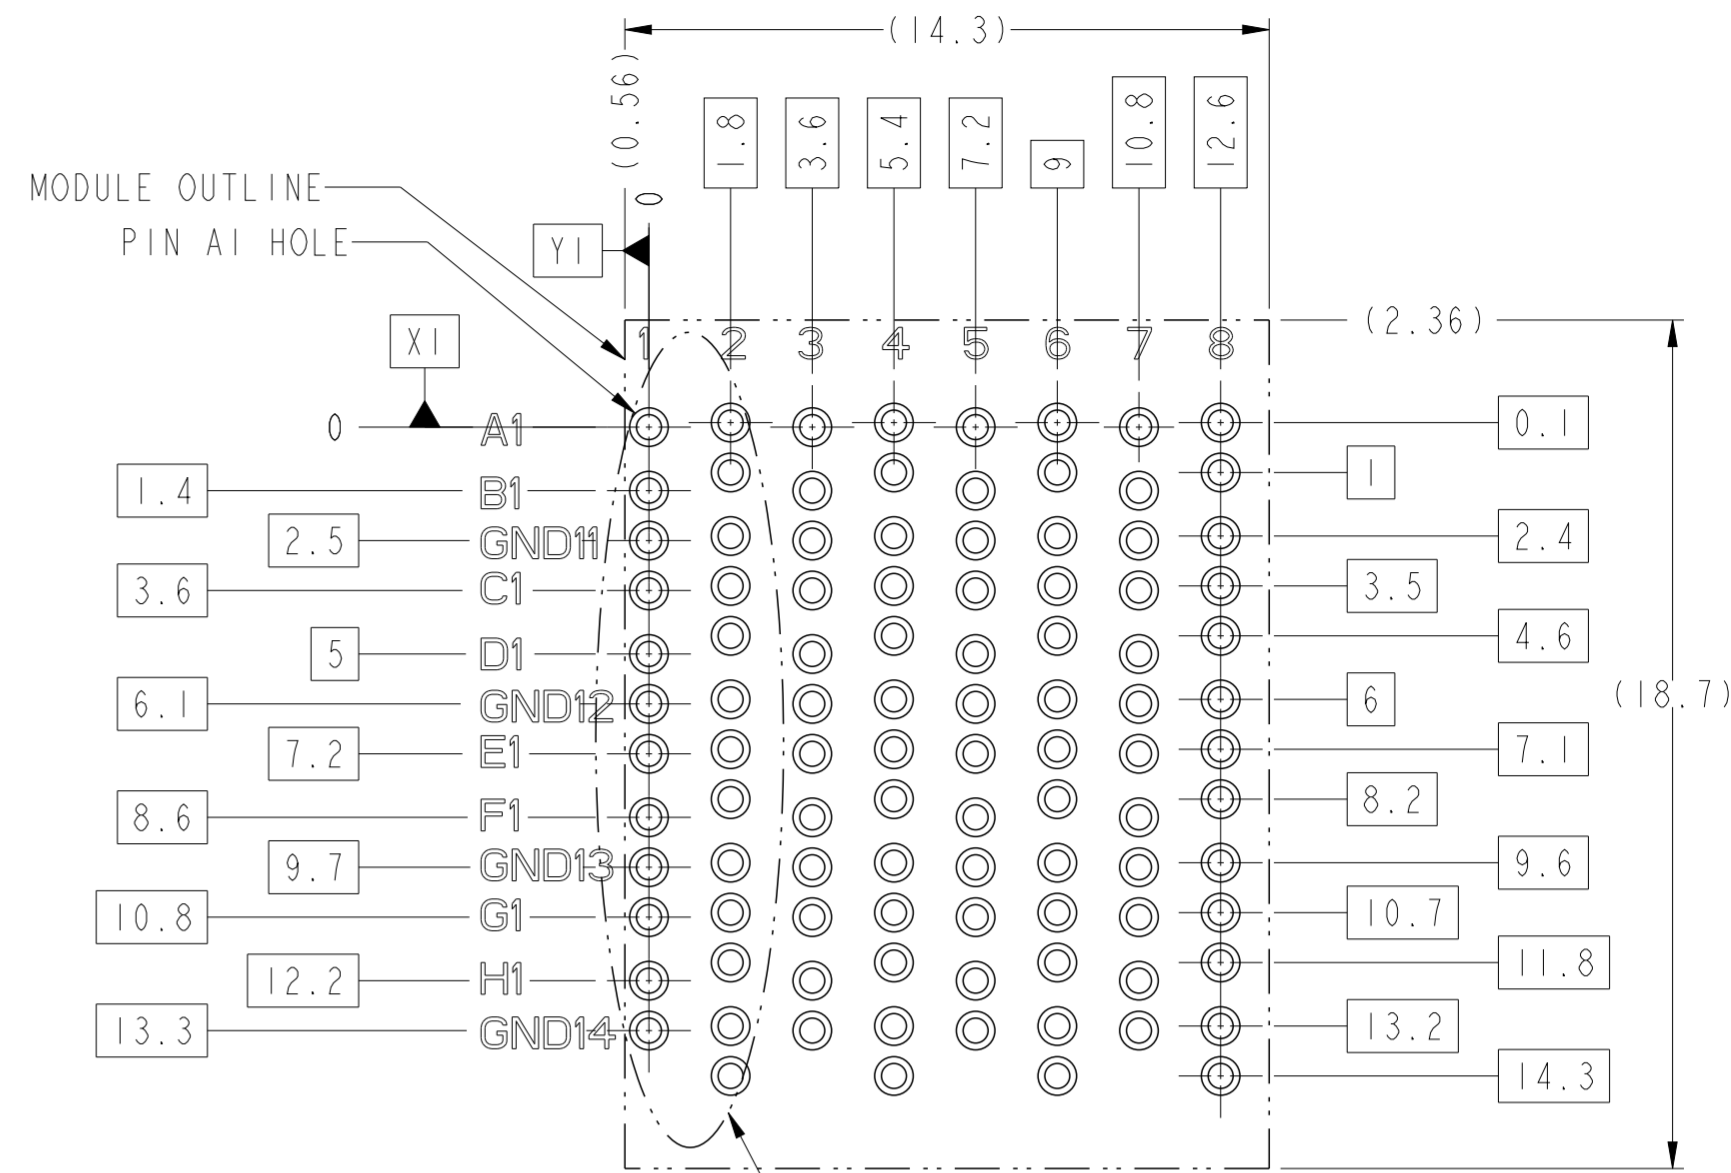 (14.3)
(0.56)
0
1.8
3.6
5.4
7.2
9
10.8
12.6
MODULE OUTLINE
PIN A1 HOLE
Y1
X1
(2.36)
1 2 3 4 5 6 7 8
0 A1 0.1
1
1.4 B1
2.5 GND11 2.4
3.6 C1 3.5
4.6
5 D1
6.1 GND12 6
(18.7)
7.2 E1 7.1
8.2
8.6 F1
9.7 GND13 9.6
10.8 G1 10.7
11.8
12.2 H1
13.3 GND14 13.2
14.3